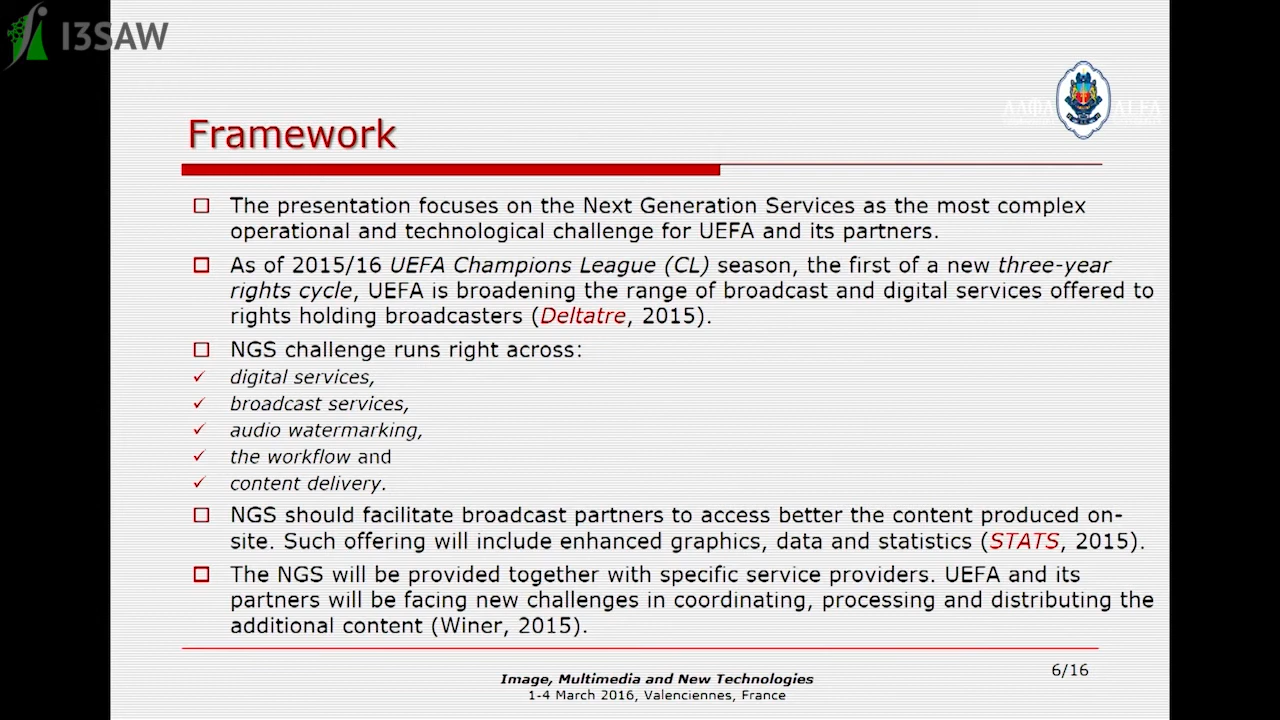 I3SAW
ΑΛΦΑ ALFA
Framework
The presentation focuses on the Next Generation Services as the most complex
operational and technological challenge for UEFA and its partners.
As of 2015/16 UEFA Champions League (CL) season, the first of a new three-year
rights cycle, UEFA is broadening the range of broadcast and digital services offered to
rights holding broadcasters (Deltatre, 2015).
NGS challenge runs right across:
digital services,
broadcast services,
audio watermarking,
the workflow and
content delivery.
NGS should facilitate broadcast partners to access better the content produced on-
site. Such offering will include enhanced graphics, data and statistics (STATS, 2015).
The NGS will be provided together with specific service providers. UEFA and its
partners will be facing new challenges in coordinating, processing and distributing the
additional content (Winer, 2015).
6/16
Image, Multimedia and New Technologies
1-4 March 2016, Valenciennes, France